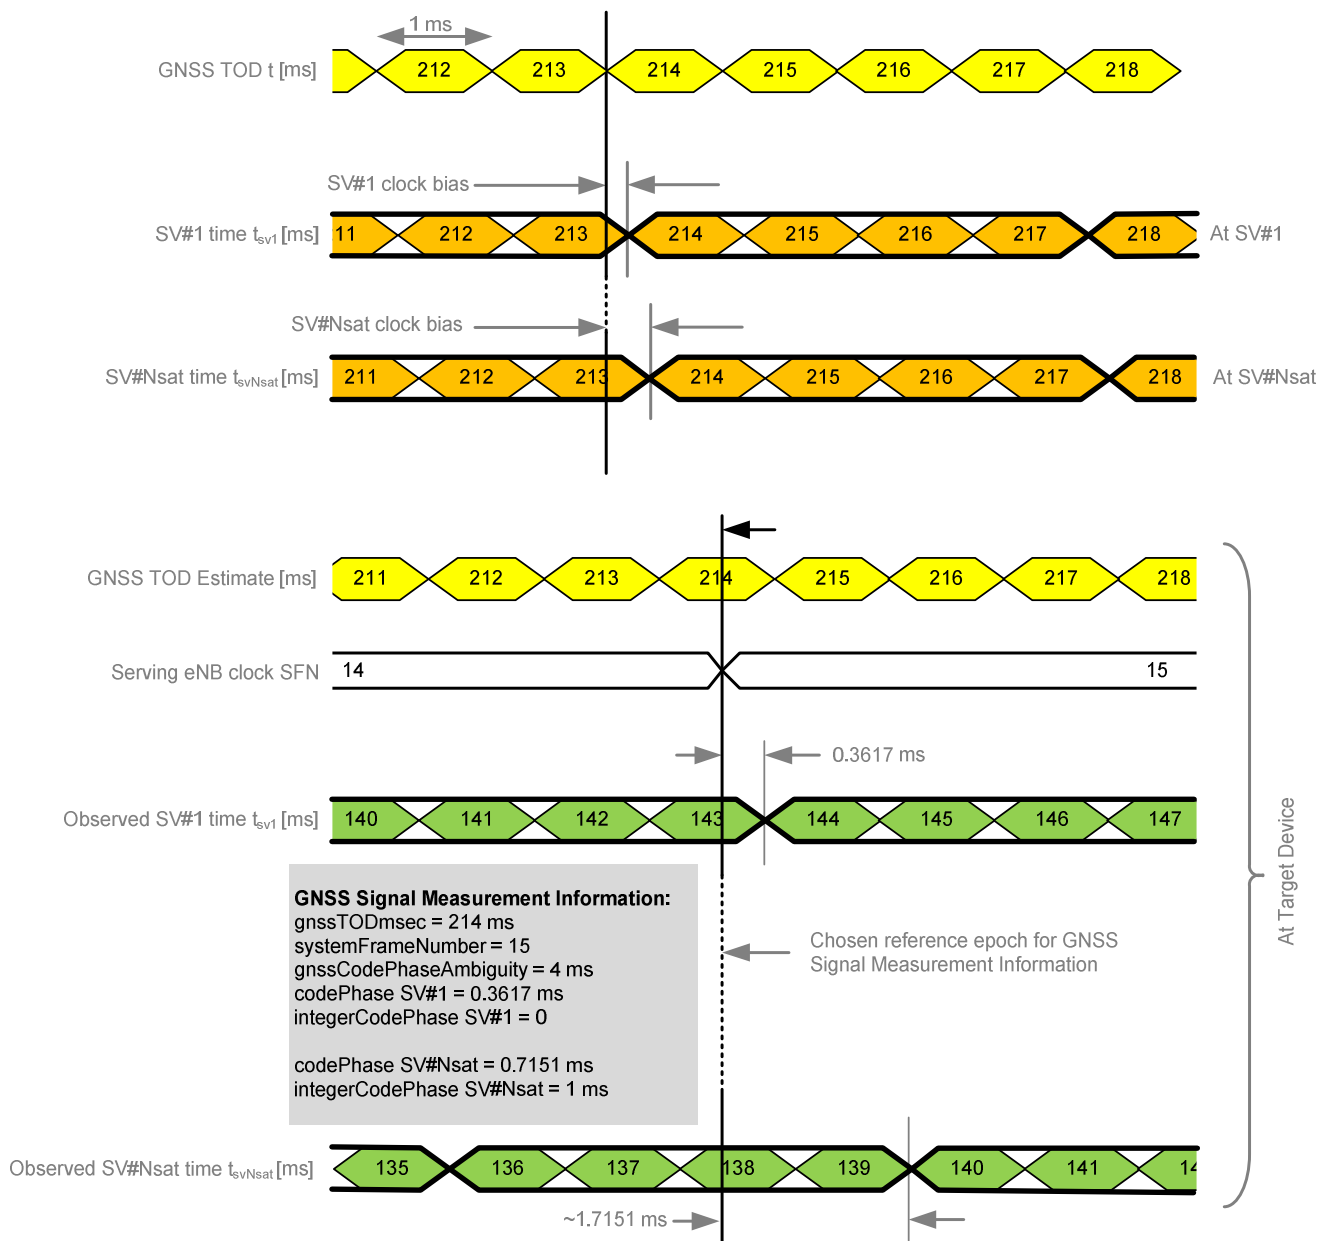 1 ms
GNSS TOD t [ms] 212 213 214 215 216 217 218
SV#1 clock bias
SV#1 time tsv1 [ms] 11 212 213 214 215 216 217 218 At SV#1
SV#Nsat clock bias
SV#Nsat time tsvNsat [ms] 211 212 213 214 215 216 217 218 At SV#Nsat
GNSS TOD Estimate [ms] 211 212 213 214 215 216 217 218
Serving eNB clock SFN 14 15
0.3617 ms
Observed SV#1 time tsv1 [ms] 140 141 142 143 144 145 146 147
At Target Device
GNSS Signal Measurement Information:
gnssTODmsec = 214 ms
systemFrameNumber = 15
gnssCodePhaseAmbiguity = 4 ms
codePhase SV#1 = 0.3617 ms
integerCodePhase SV#1 = 0
codePhase SV#Nsat = 0.7151 ms
integerCodePhase SV#Nsat = 1 ms
Chosen reference epoch for GNSS
Signal Measurement Information
Observed SV#Nsat time tsvNsat [ms] 135 136 137 138 139 140 141 14
~1.7151 ms